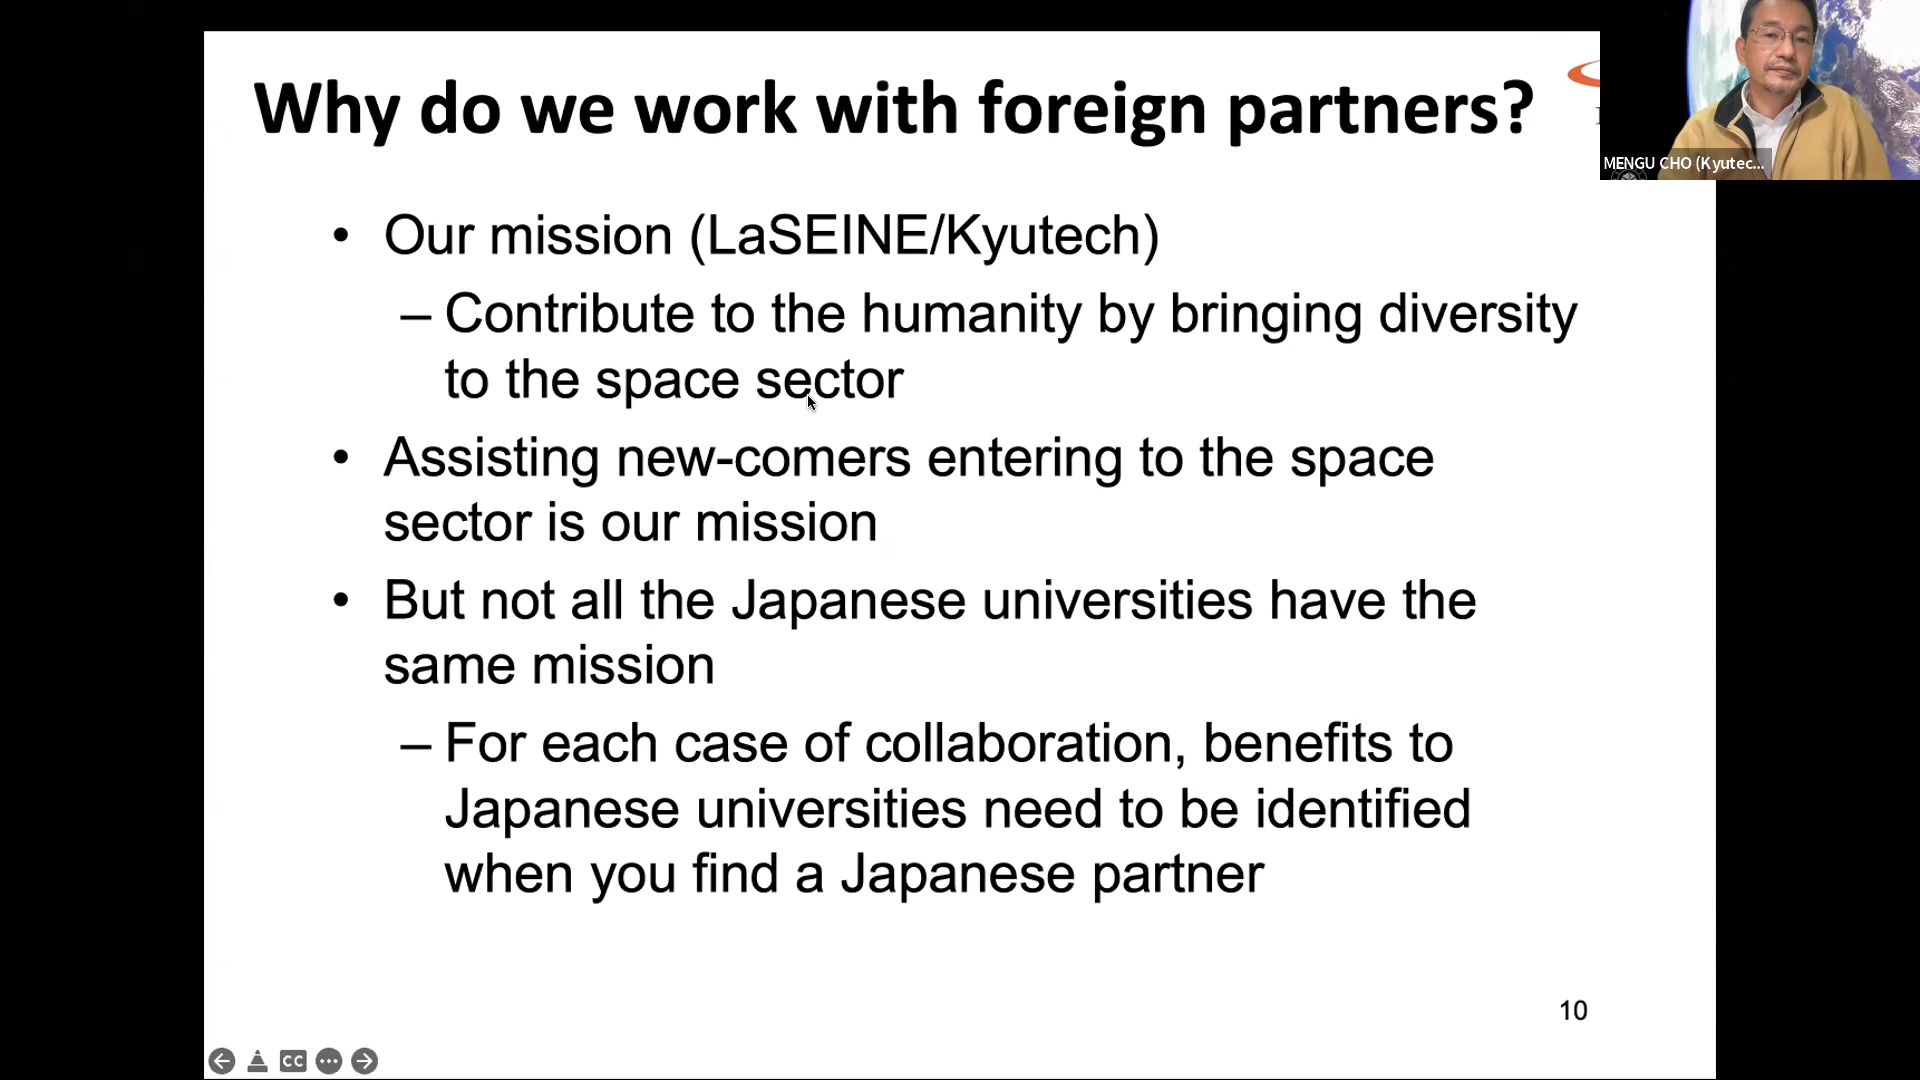 Why do we work with foreign partners?
MENGU CHO (Kyutec...
• Our mission (LaSEINE/Kyutech)
– Contribute to the humanity by bringing diversity
to the space sector
• Assisting new-comers entering to the space
sector is our mission
• But not all the Japanese universities have the
same mission
– For each case of collaboration, benefits to
Japanese universities need to be identified
when you find a Japanese partner
10
CC